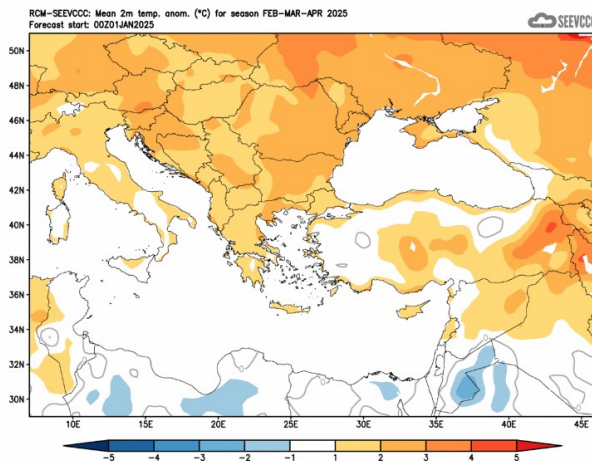 RCM-SEEVCCC: Mean 2m temp. anom. (°C) for season FEB-MAR-APR 2025
Forecast start: 00Z01JAN2025
SEEVCCC
50N
48N
46N
44N
42N
40N
38N
36N
34N
32N
30N
10E 15E 20E 25E 30E 35E 40E 45E
-5 -4 -3 -2 -1 1 2 3 4 5